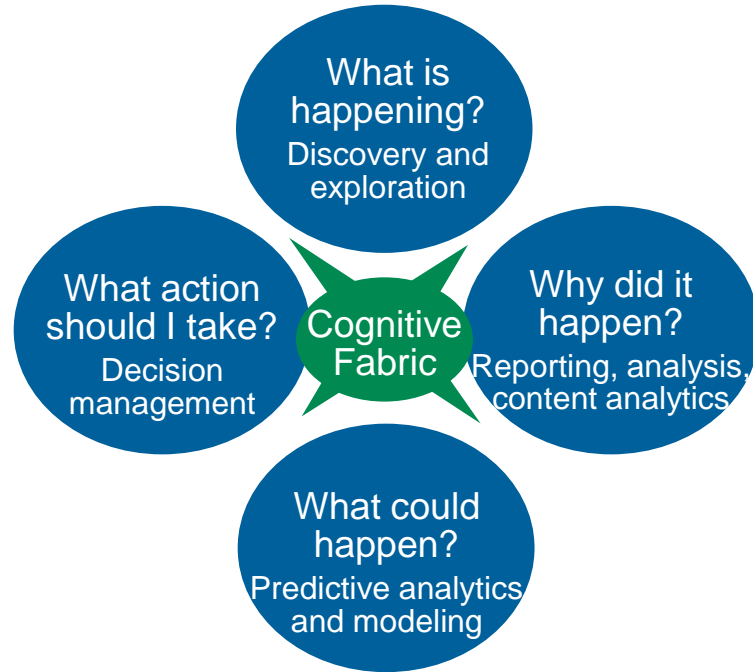 What is
happening?
Discovery and
exploration
What action
should I take?
Decision
management
Cognitive
Fabric
Why did it
happen?
Reporting, analysis,
content analytics
What could
happen?
Predictive analytics
and modeling